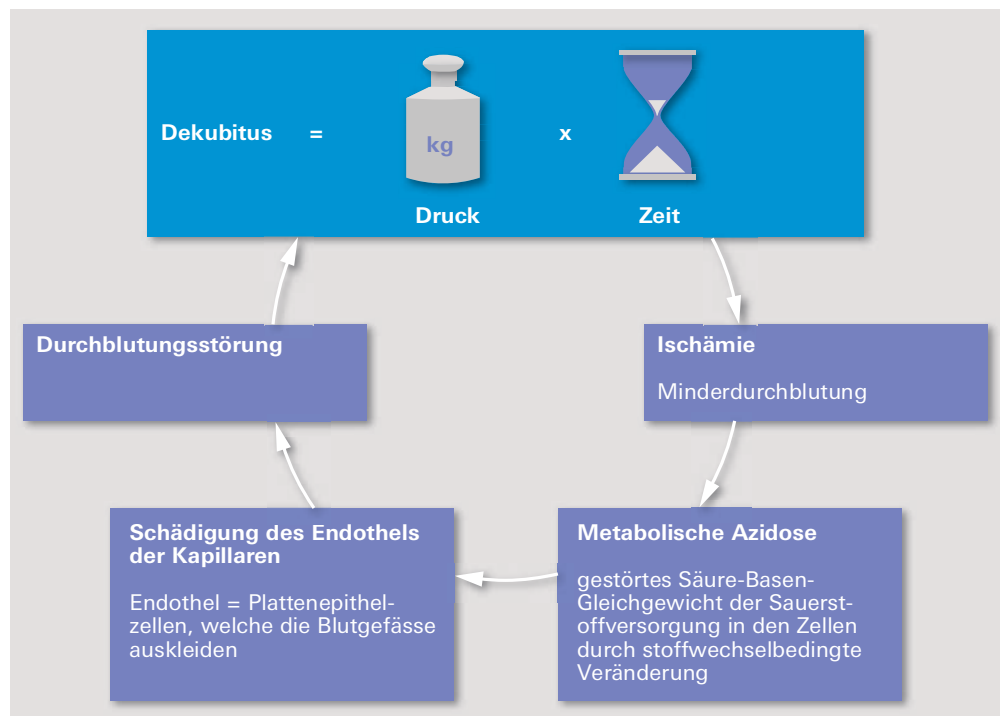 Dekubitus = kg x
Druck Zeit
Durchblutungsstörung
Ischämie
Minderdurchblutung
Schädigung des Endothels
der Kapillaren
Endothel = Plattenepithel-
zellen, welche die Blutgefässe
auskleiden
Metabolische Azidose
gestörtes Säure-Basen-
Gleichgewicht der Sauerst-
offversorgung in den Zellen
durch stoffwechselbedingte
Veränderung